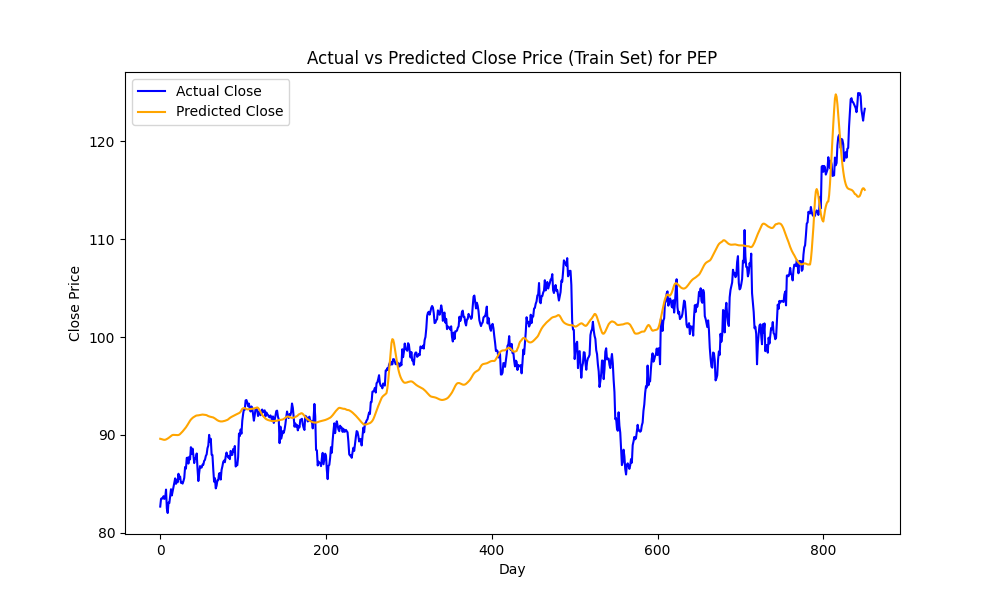 Actual vs Predicted Close Price (Train Set) for PEP
Actual Close
Predicted Close
120
110
100
90
80
Close Price
0 200 400 600 800
Day